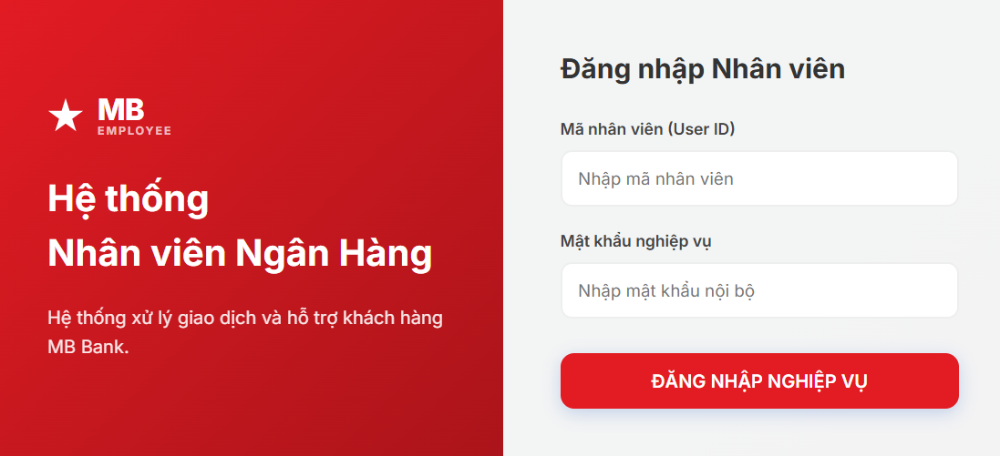 MB
EMPLOYEE
Hệ thống
Nhân viên Ngân Hàng
Hệ thống xử lý giao dịch và hỗ trợ khách hàng
MB Bank.
Đăng nhập Nhân viên
Mã nhân viên (User ID)
Nhập mã nhân viên
Mật khẩu nghiệp vụ
Nhập mật khẩu nội bộ
ĐĂNG NHẬP NGHIỆP VỤ